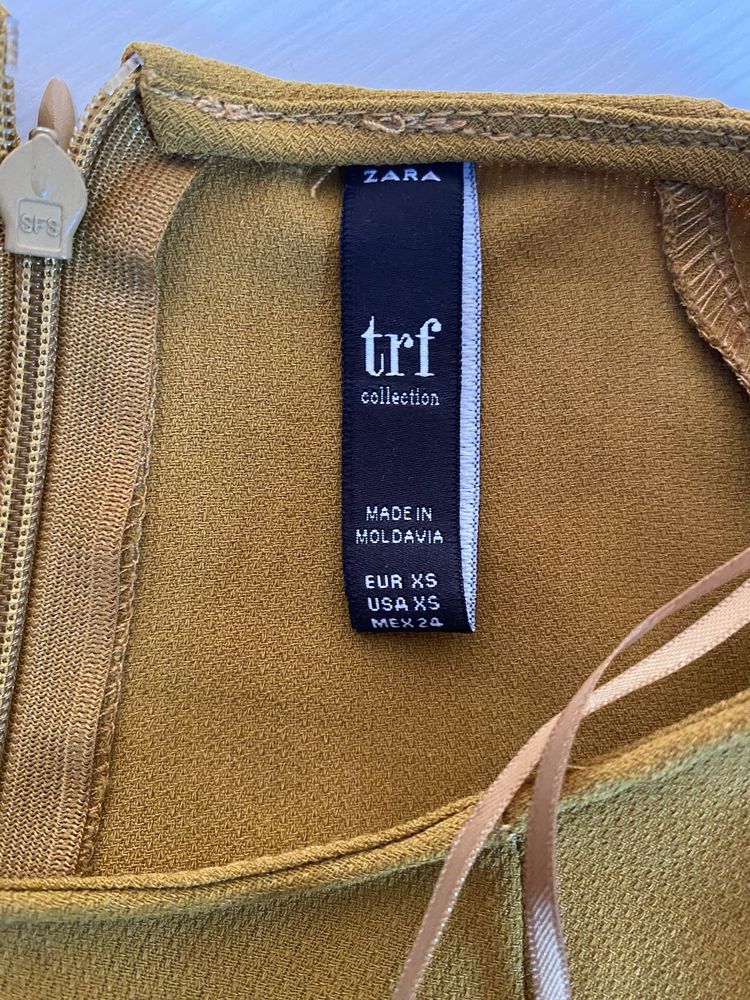 SFS
ZARA
trf
collection
MADE IN
MOLDAVIA
EUR XS
USA XS
MEX 24